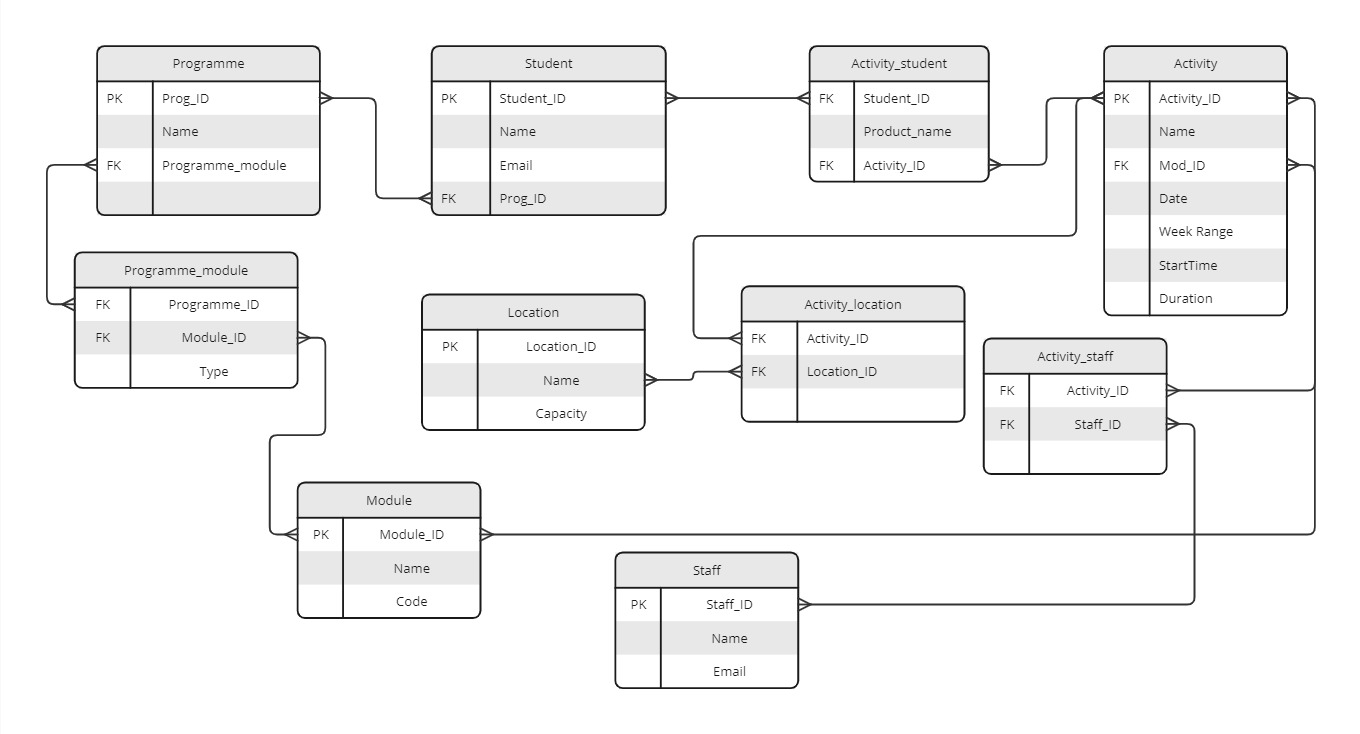 Programme
PK Prog_ID
Name
FK Programme_module
Student
PK Student_ID
Name
Email
FK Prog_ID
Activity_student
FK Student_ID
Product_name
FK Activity_ID
Activity
PK Activity_ID
Name
FK Mod_ID
Date
Week Range
StartTime
Duration
Programme_module
FK Programme_ID
FK Module_ID
Type
Location
PK Location_ID
Name
Capacity
Activity_location
FK Activity_ID
FK Location_ID
Activity_staff
FK Activity_ID
FK Staff_ID
Module
PK Module_ID
Name
Code
Staff
PK Staff_ID
Name
Email